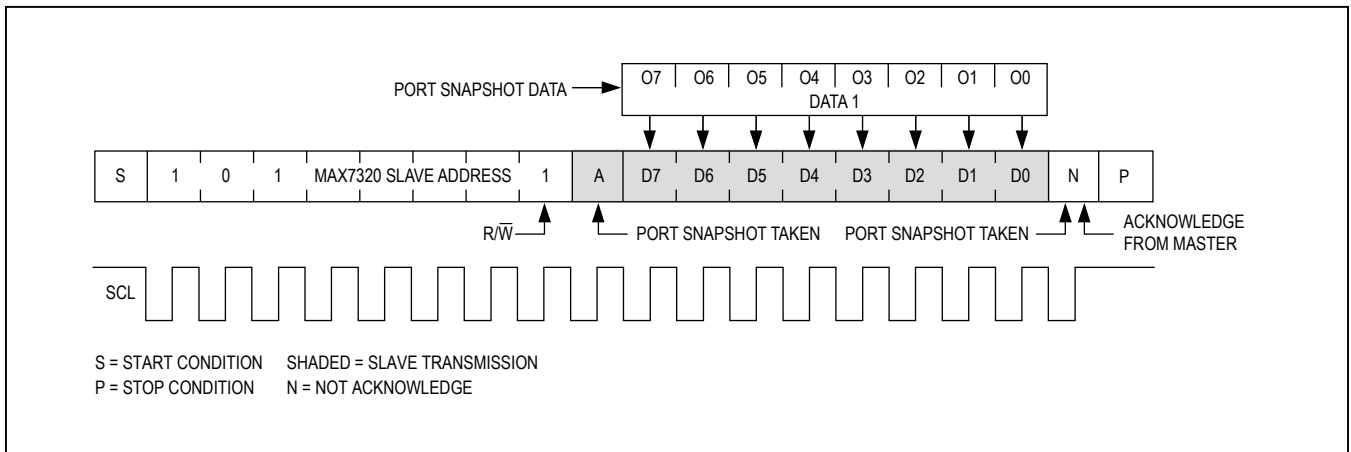 O7 O6 O5 O4 O3 O2 O1 O0
PORT SNAPSHOT DATA
DATA 1
S 1 0 1 MAX7320 SLAVE ADDRESS 1 A D7 D6 D5 D4 D3 D2 D1 D0 N P
R/W̅ PORT SNAPSHOT TAKEN PORT SNAPSHOT TAKEN ACKNOWLEDGE
FROM MASTER
SCL
S = START CONDITION SHADED = SLAVE TRANSMISSION
P = STOP CONDITION N = NOT ACKNOWLEDGE